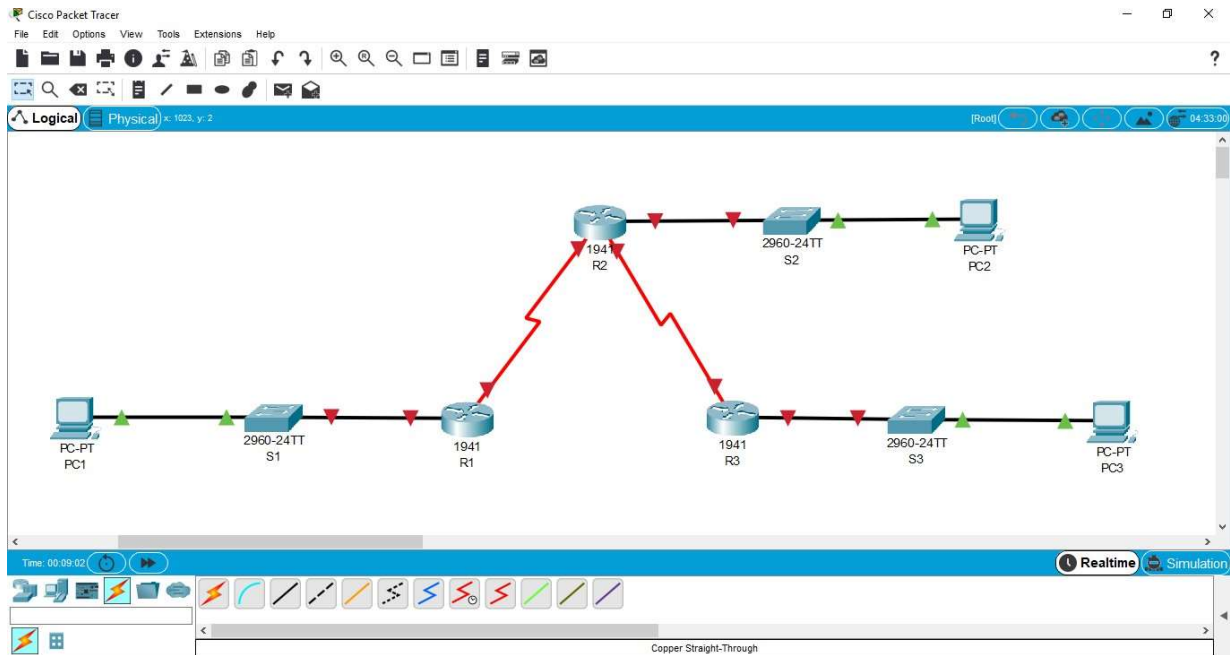 Cisco Packet Tracer
File Edit Options View Tools Extensions Help
?
Logical Physical x: 1023, y: 2 [Root] 04:33:00
1941
R2
2960-24TT
S2
PC-PT
PC2
PC-PT
PC1
2960-24TT
S1
1941
R1
1941
R3
2960-24TT
S3
PC-PT
PC3
Time: 00:09:02 Realtime Simulation
Copper Straight-Through